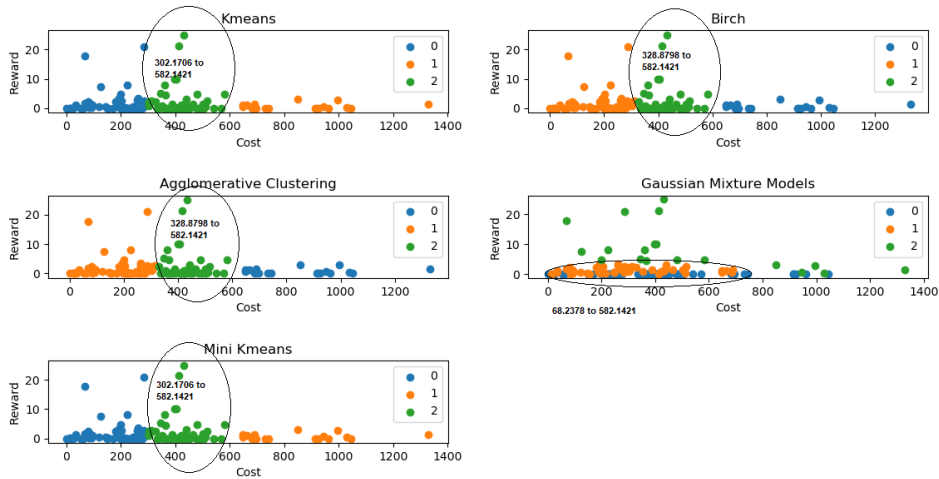 Kmeans
Reward
20
10
0
302.1706 to
582.1421
0
1
2
0 200 400 600 800 1000 1200 1400
Cost
Birch
Reward
20
10
0
328.8798 to
582.1421
0
1
2
0 200 400 600 800 1000 1200
Cost
Agglomerative Clustering
Reward
20
10
0
328.8798 to
582.1421
0
1
2
0 200 400 600 800 1000 1200
Cost
Gaussian Mixture Models
Reward
20
10
0
0
1
2
0 200 400 600 800 1000 1200
68.2378 to 582.1421
Cost
Mini Kmeans
Reward
20
10
0
302.1706 to
582.1421
0
1
2
0 200 400 600 800 1000 1200 1400
Cost